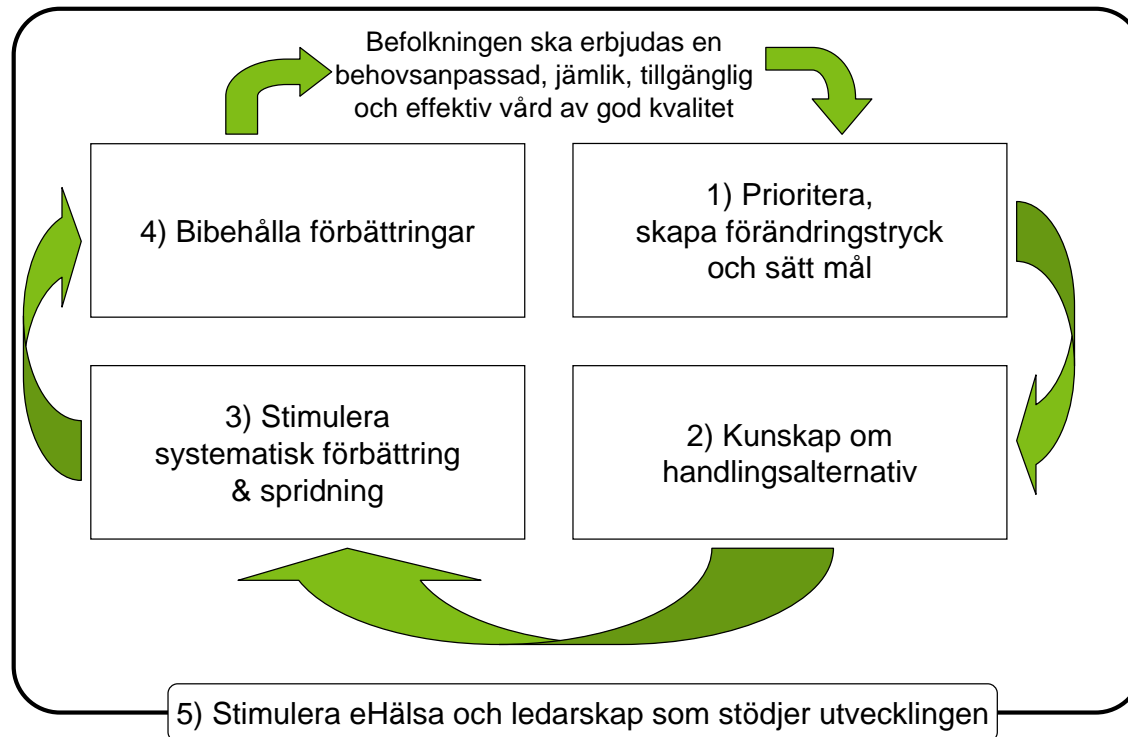 Befolkningen ska erbjudas en
behovsanpassad, jämlik, tillgänglig
och effektiv vård av god kvalitet
1) Prioritera,
skapa förändringstryck
och sätt mål
2) Kunskap om
handlingsalternativ
3) Stimulera
systematisk förbättring
& spridning
4) Bibehålla förbättringar
5) Stimulera eHälsa och ledarskap som stödjer utvecklingen